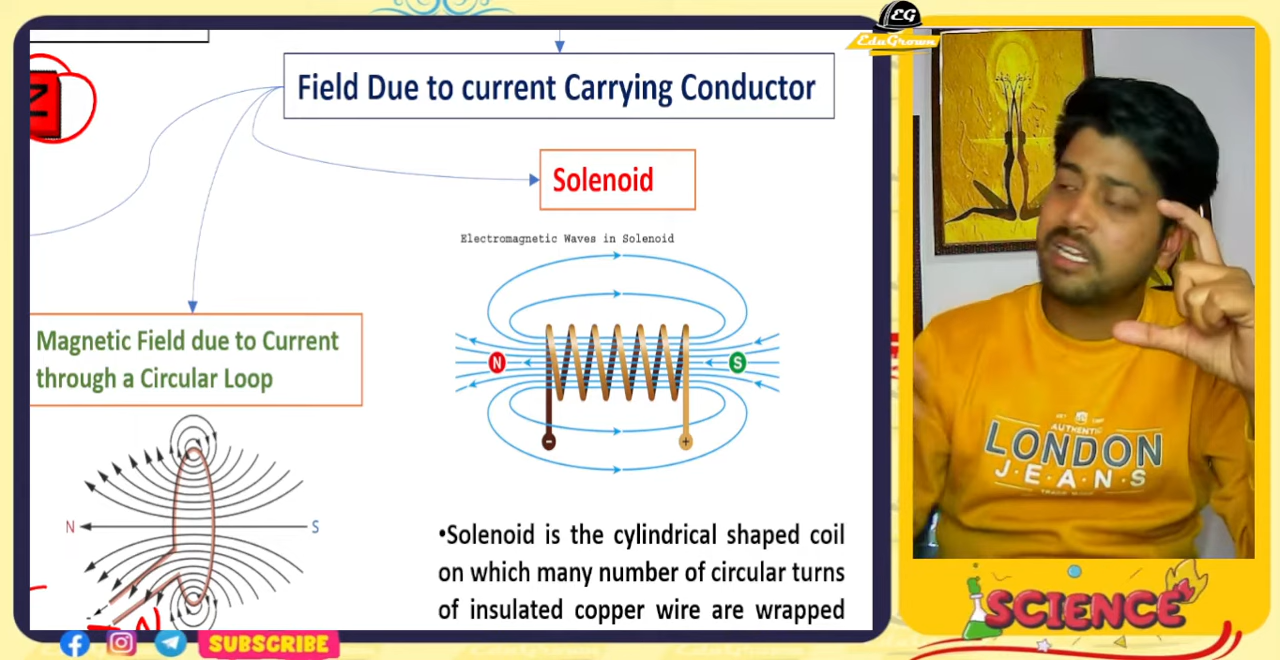 EG
EduGrown
Field Due to current Carrying Conductor
N
Solenoid
Electromagnetic Waves in Solenoid
N
S
-
+
Magnetic Field due to Current
through a Circular Loop
N
S
N
•Solenoid is the cylindrical shaped coil
on which many number of circular turns
of insulated copper wire are wrapped
AUTHENTIC
LONDON
J·E·A·N·S
SCIENCE
SUBSCRIBE